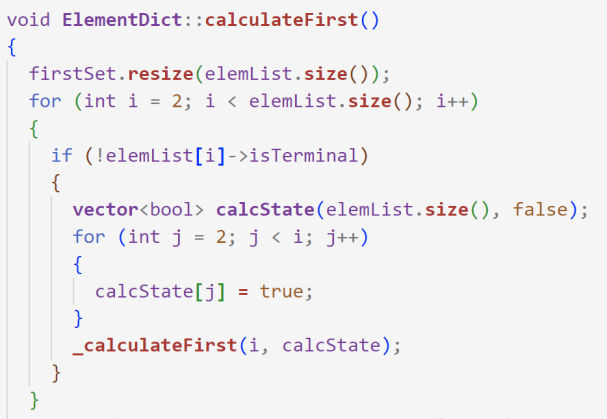 void ElementDict::calculateFirst()
{
  firstSet.resize(elemList.size());
  for (int i = 2; i < elemList.size(); i++)
  {
    if (!elemList[i]->isTerminal)
    {
      vector<bool> calcState(elemList.size(), false);
      for (int j = 2; j < i; j++)
      {
        calcState[j] = true;
      }
      _calculateFirst(i, calcState);
    }
  }